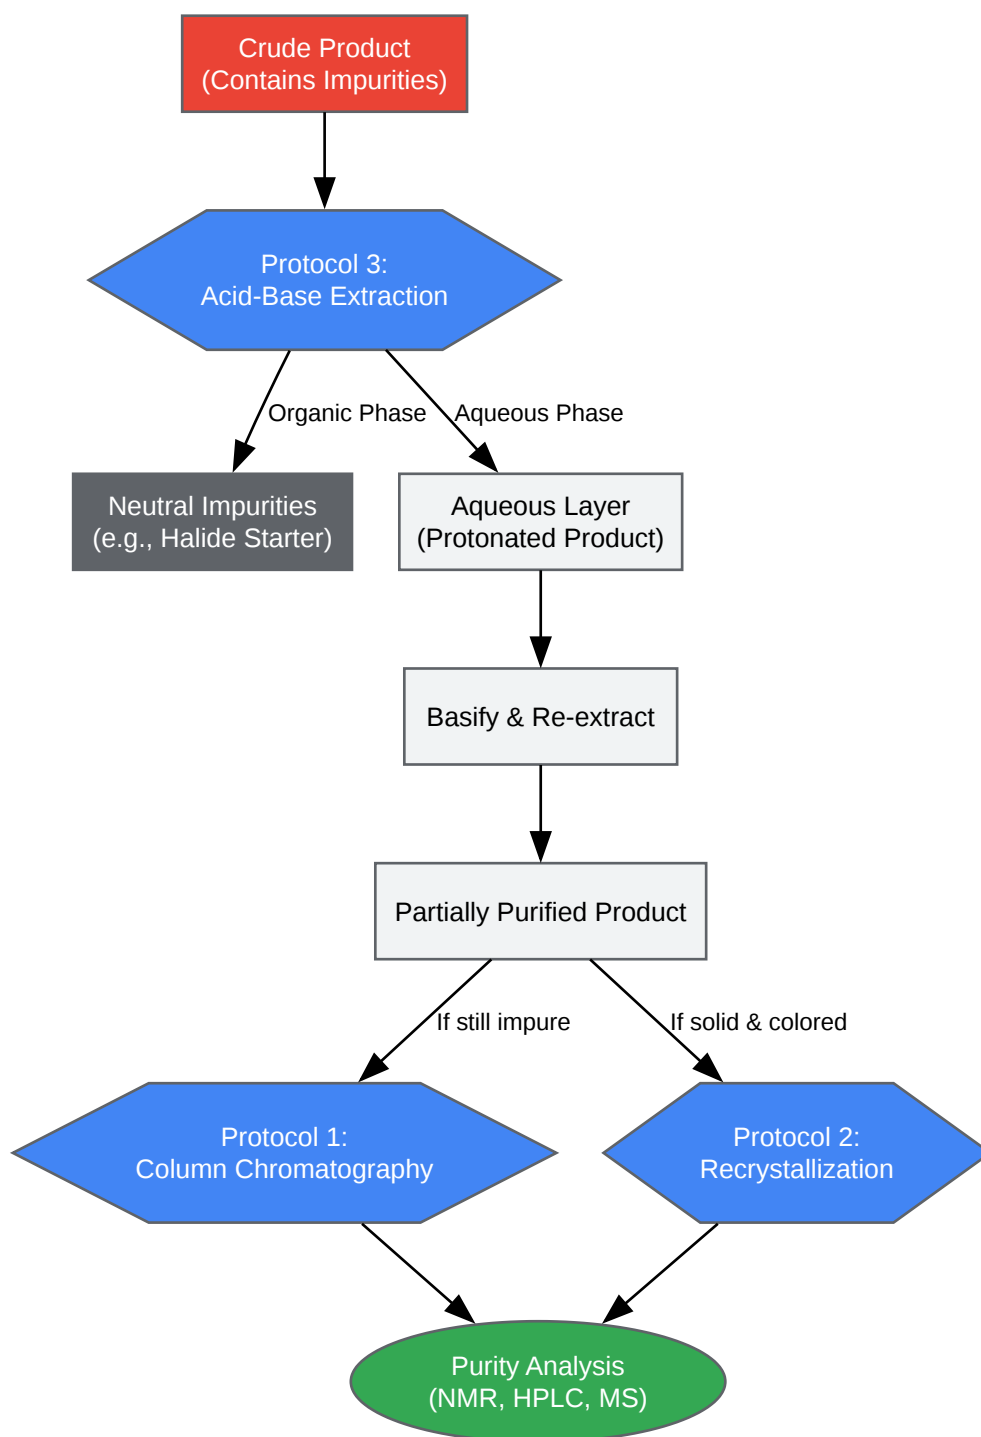 Crude Product
(Contains Impurities)
Protocol 3:
Acid-Base Extraction
Organic Phase
Aqueous Phase
Neutral Impurities
(e.g., Halide Starter)
Aqueous Layer
(Protonated Product)
Basify & Re-extract
Partially Purified Product
If still impure
If solid & colored
Protocol 1:
Column Chromatography
Protocol 2:
Recrystallization
Purity Analysis
(NMR, HPLC, MS)